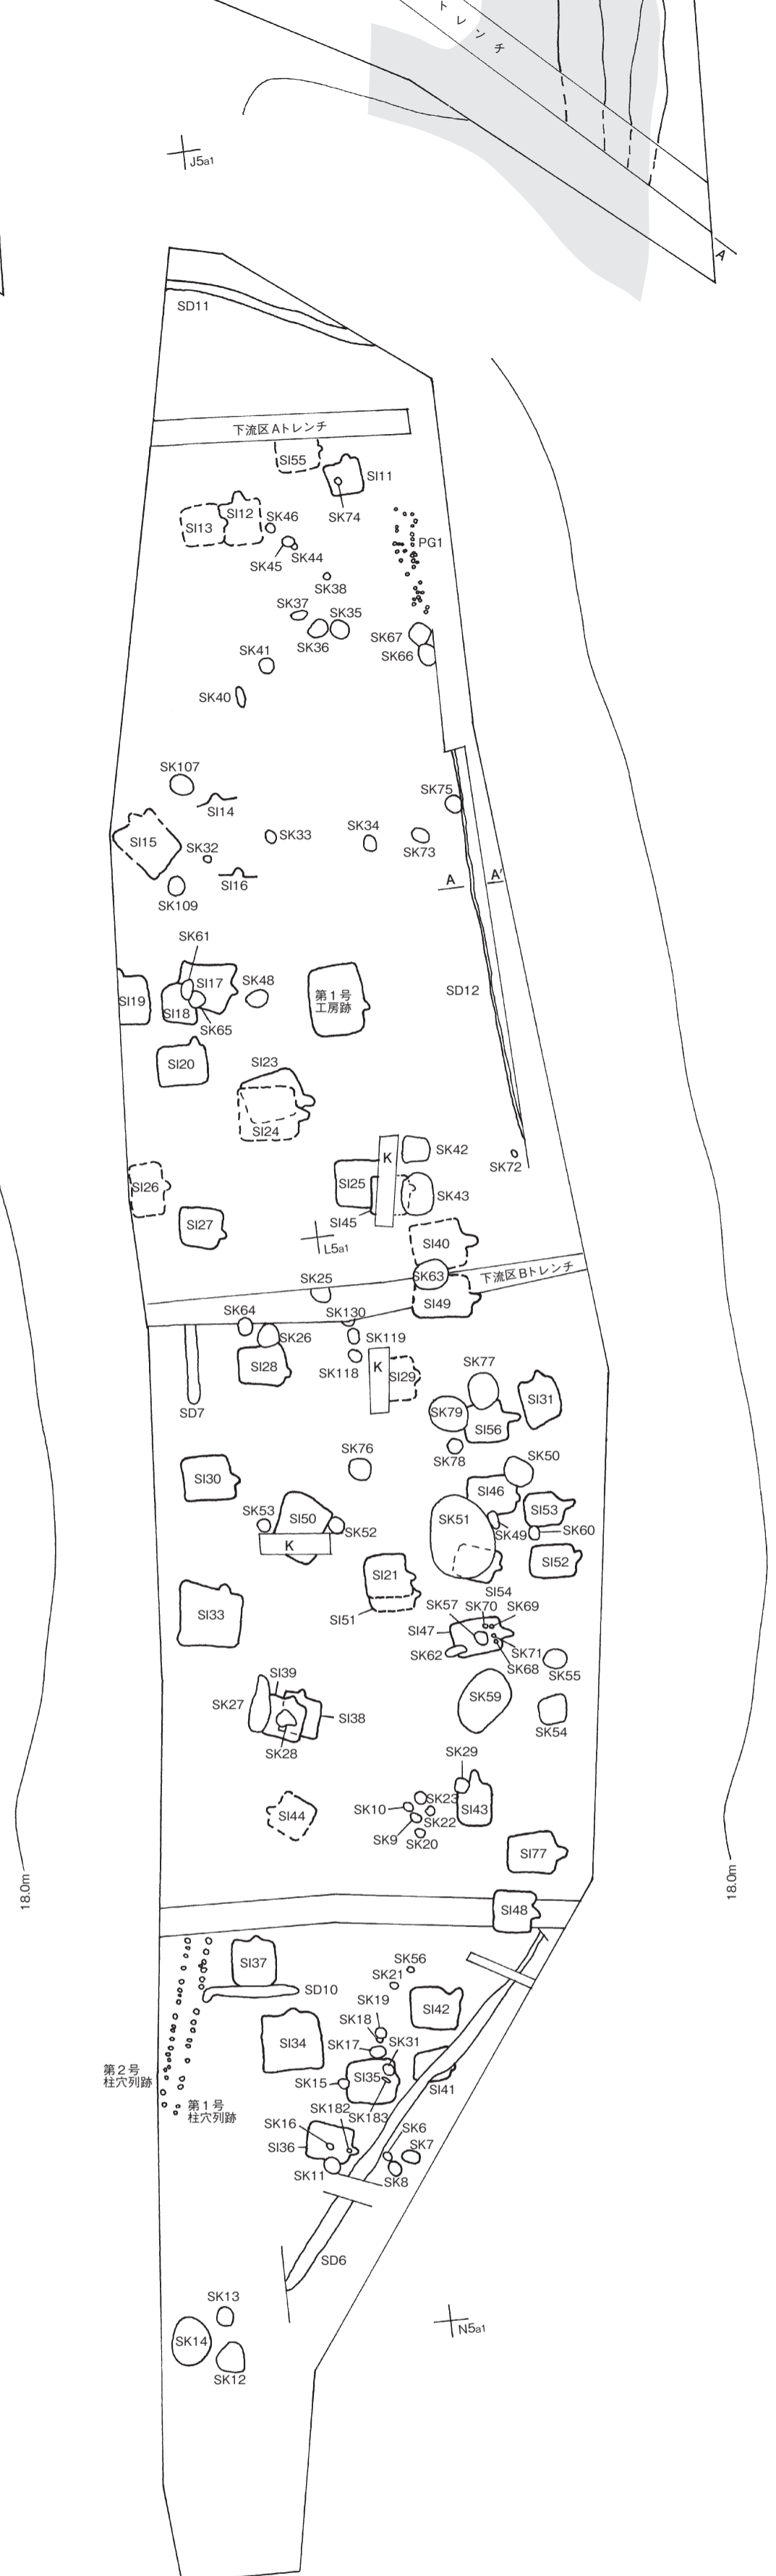 トレンチ
J5a1
A
SD11
下流区Aトレンチ
SI55
SI11
SK74
SI12
SI13
SK46
SK45
SK44
PG1
SK38
SK37
SK35
SK36
SK67
SK66
SK41
SK40
SK107
SI14
SK75
SI15
SK32
SK33
SK34
SK73
SI16
SK109
A
A'
SK61
SI17
SK48
第1号
工房跡
SI19
SI18
SK65
SD12
SI20
SI23
SI24
K
SK42
SK72
SI26
SI25
SK43
SI27
SI45
L5a1
SI40
SK25
SK63
下流区Bトレンチ
SI49
SK64
SK130
SK26
SK119
SI28
SK118
K
SI29
SK77
SI31
SD7
SK79
SI56
SK78
SK76
SK50
SI30
SI46
SK53
SI50
SK52
SK51
SI53
SK49
SK60
K
SI52
SI21
SI54
SI33
SI51
SK57
SK70
SK69
SI47
SK62
SK71
SK68
SK55
SI39
SK27
SI38
SK59
SK54
SK28
SK29
SI44
SK10
SK23
SI43
SK22
SK9
SK20
SI77
18.0m
18.0m
SI48
SI37
SK56
SK21
SD10
SK19
SI42
SK18
SI34
SK17
SK31
第2号
柱穴列跡
SK15
SI35
SI41
第1号
柱穴列跡
SK182
SK183
SK16
SK6
SI36
SK7
SK11
SK8
SD6
SK13
SK14
N5a1
SK12